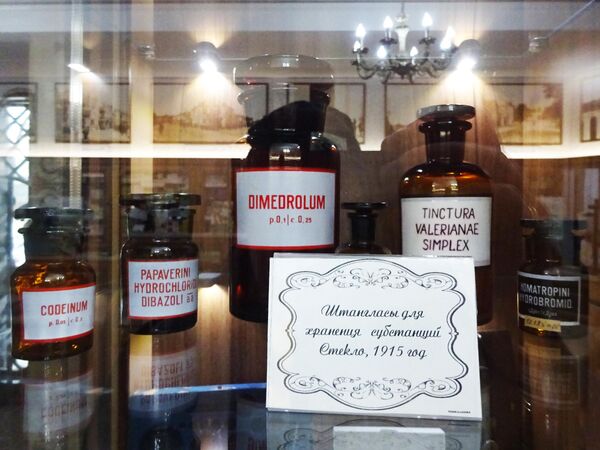 DIMEDROLUM
p.0,1|c.0,25
TINCTURA
VALERIANAE
SIMPLEX
PAPAVERINI
HYDROCHLORIDI
DIBAZOLI āā
CODEINUM
HOMATROPINI
HYDROBROMID.
Штангласы для
хранения субстанций
Стекло, 1915 год